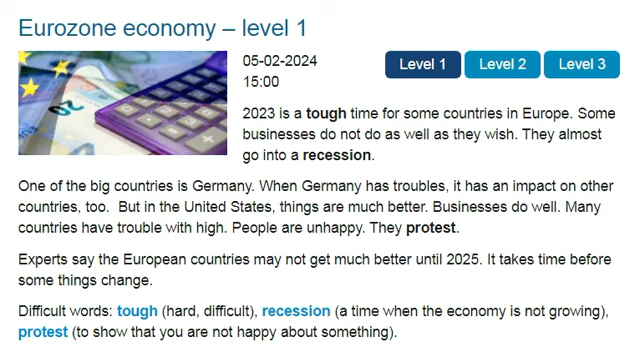 Eurozone economy – level 1
05-02-2024
15:00
Level 1
Level 2
Level 3
2023 is a tough time for some countries in Europe. Some
businesses do not do as well as they wish. They almost
go into a recession.
One of the big countries is Germany. When Germany has troubles, it has an impact on other
countries, too. But in the United States, things are much better. Businesses do well. Many
countries have trouble with high. People are unhappy. They protest.
Experts say the European countries may not get much better until 2025. It takes time before
some things change.
Difficult words: tough (hard, difficult), recession (a time when the economy is not growing),
protest (to show that you are not happy about something).